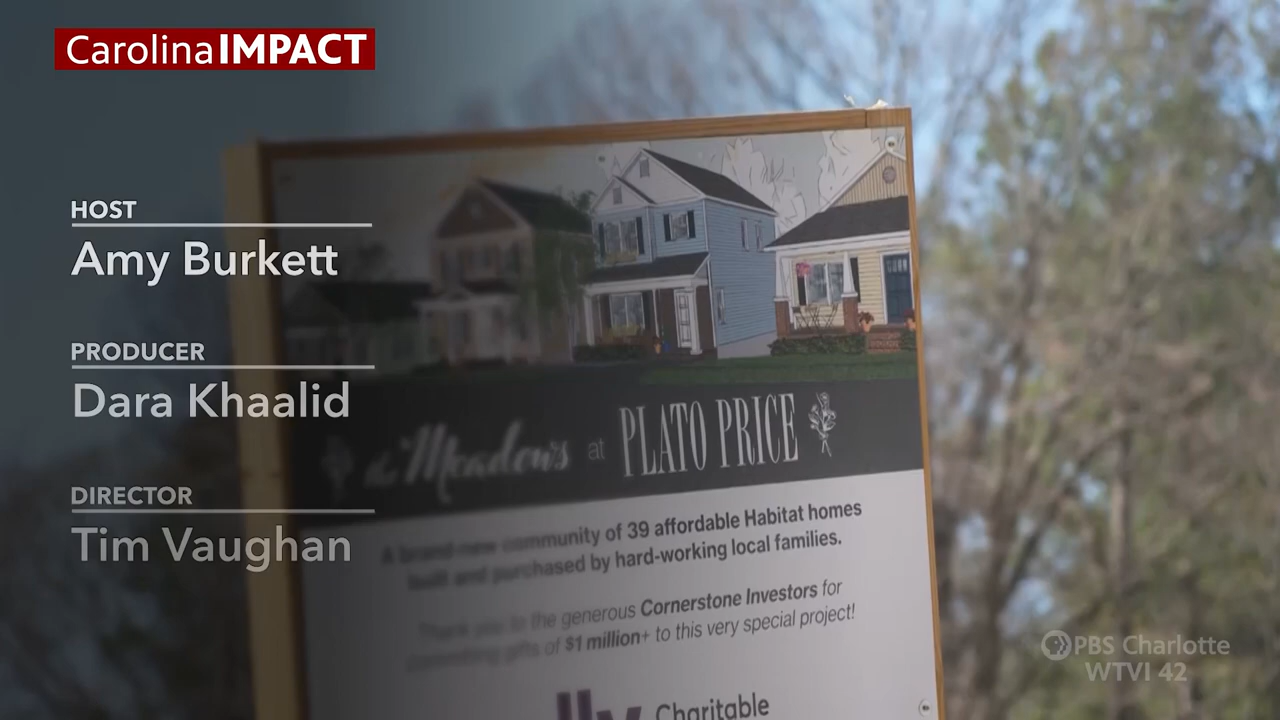 CarolinaIMPACT
HOST
Amy Burkett
PRODUCER
Dara Khaalid
DIRECTOR
Tim Vaughan
the Meadows at PLATO PRICE
A brand-new community of 39 affordable Habitat homes
built and purchased by hard-working local families.
Thank you to the generous Cornerstone Investors for
committing gifts of $1 million+ to this very special project!
Charitable
PBS Charlotte
WTVI 42